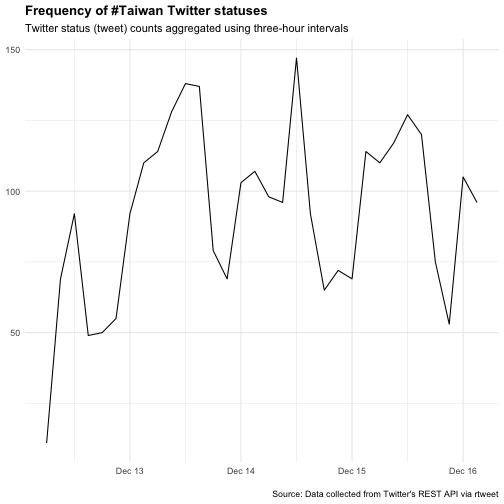 Frequency of #Taiwan Twitter statuses
Twitter status (tweet) counts aggregated using three-hour intervals
150
100
50
Dec 13
Dec 14
Dec 15
Dec 16
Source: Data collected from Twitter's REST API via rtweet